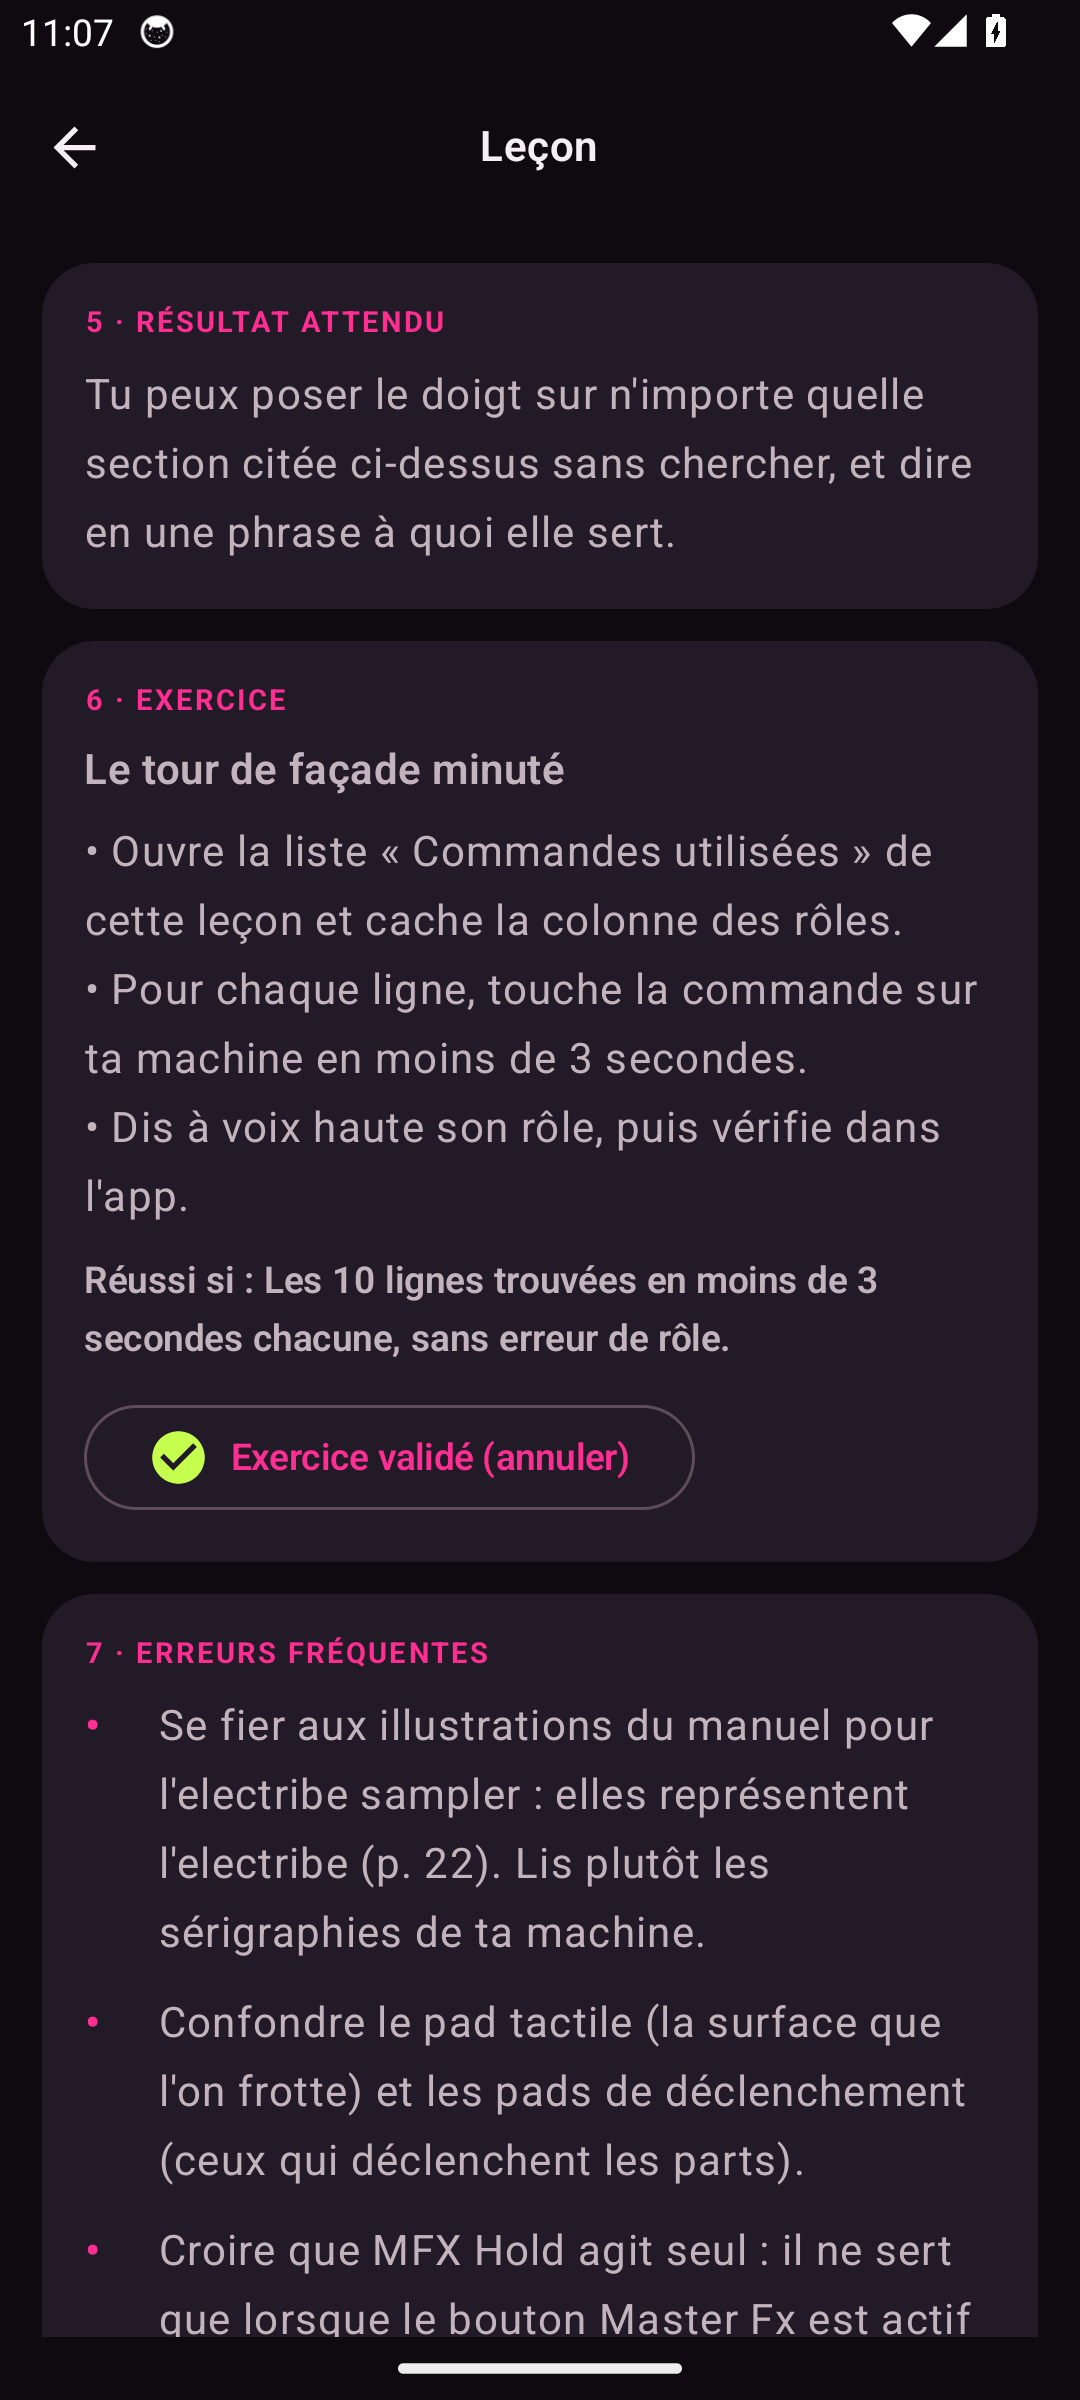 11:07
Leçon
5 · RÉSULTAT ATTENDU
Tu peux poser le doigt sur n'importe quelle
section citée ci-dessus sans chercher, et dire
en une phrase à quoi elle sert.
6 · EXERCICE
Le tour de façade minuté
• Ouvre la liste « Commandes utilisées » de
cette leçon et cache la colonne des rôles.
• Pour chaque ligne, touche la commande sur
ta machine en moins de 3 secondes.
• Dis à voix haute son rôle, puis vérifie dans
l'app.
Réussi si : Les 10 lignes trouvées en moins de 3
secondes chacune, sans erreur de rôle.
Exercice validé (annuler)
7 · ERREURS FRÉQUENTES
• Se fier aux illustrations du manuel pour
l'electribe sampler : elles représentent
l'electribe (p. 22). Lis plutôt les
sérigraphies de ta machine.
• Confondre le pad tactile (la surface que
l'on frotte) et les pads de déclenchement
(ceux qui déclenchent les parts).
• Croire que MFX Hold agit seul : il ne sert
que lorsque le bouton Master Fx est actif